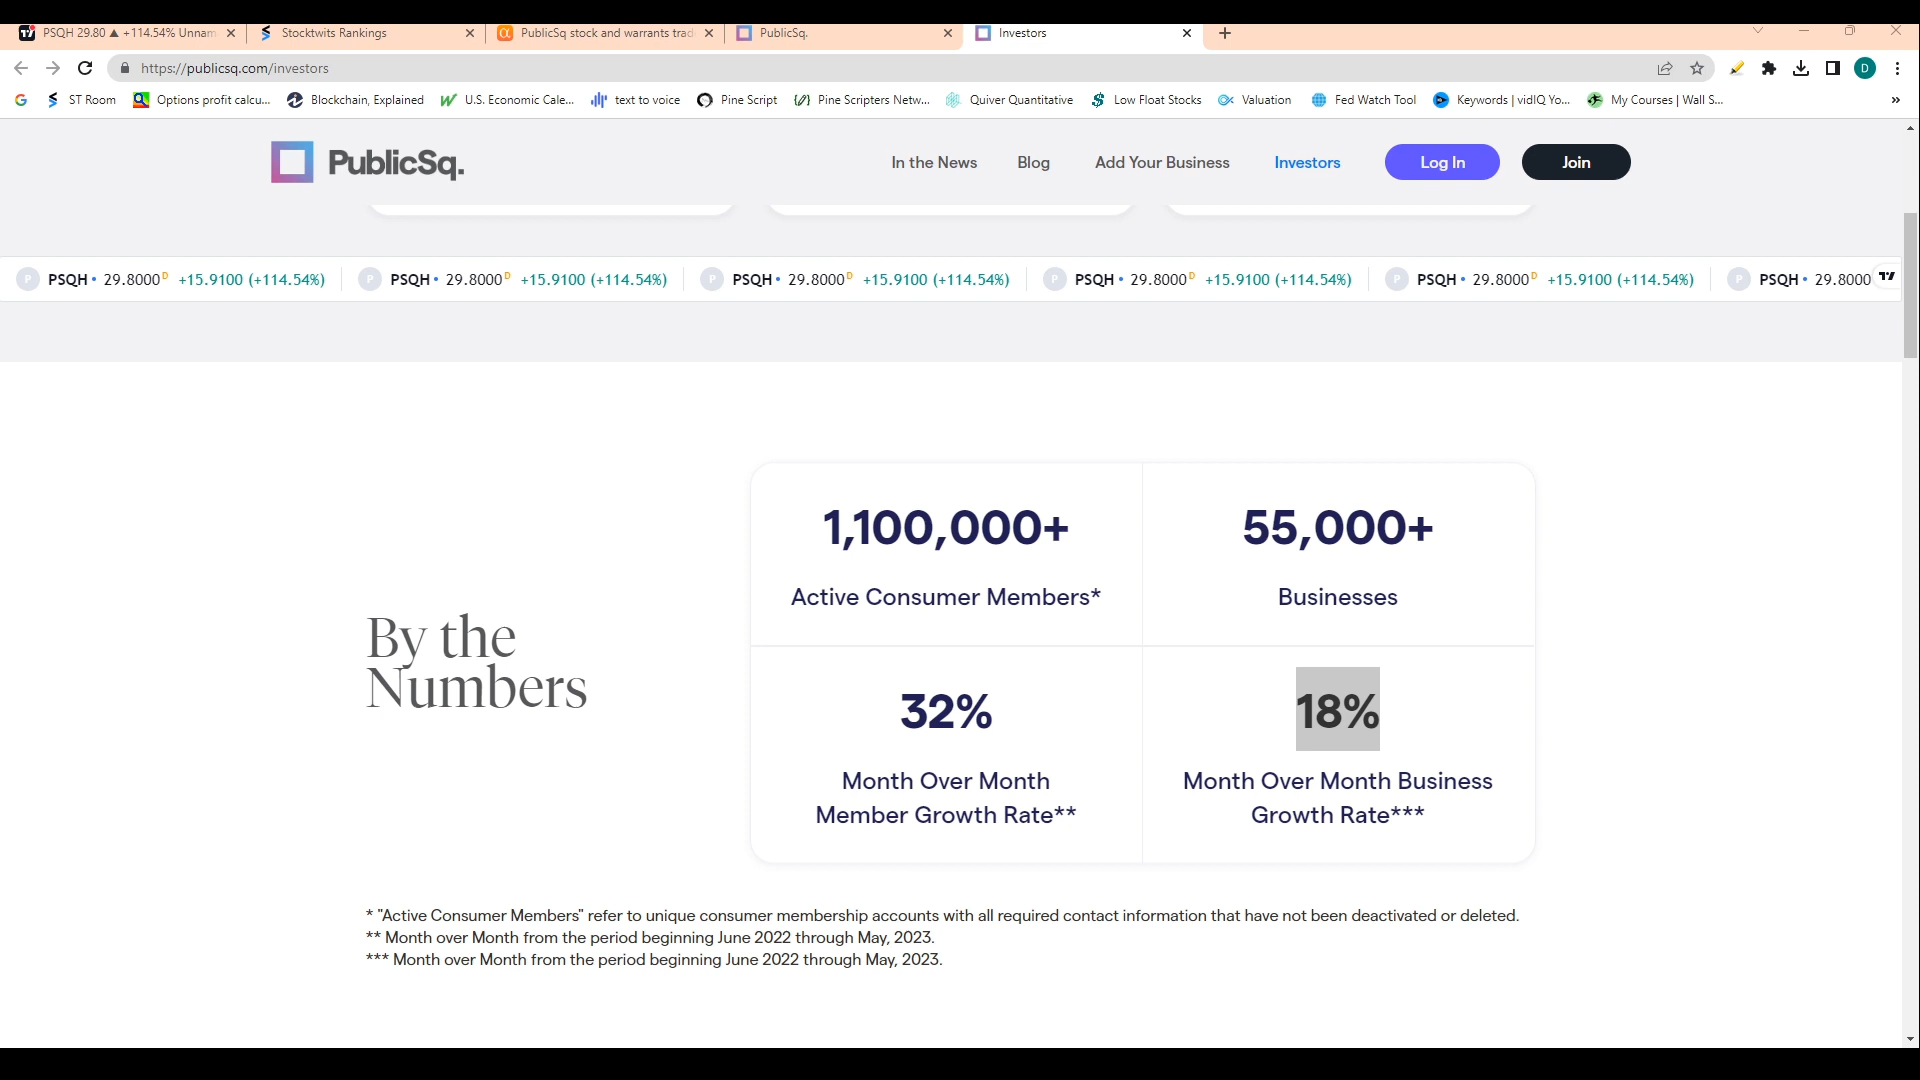 PSQH 29.80 ▲ +114.54% Unnam
Stocktwits Rankings
PublicSq stock and warrants trad
PublicSq.
Investors
https://publicsq.com/investors
D
ST Room
Options profit calcu...
Blockchain, Explained
U.S. Economic Cale...
text to voice
Pine Script
Pine Scripters Netw...
Quiver Quantitative
Low Float Stocks
Valuation
Fed Watch Tool
Keywords | vidIQ Yo...
My Courses | Wall S...
»
PublicSq.
In the News
Blog
Add Your Business
Investors
Log In
Join
P PSQH • 29.8000 D +15.9100 (+114.54%)
P PSQH • 29.8000 D +15.9100 (+114.54%)
P PSQH • 29.8000 D +15.9100 (+114.54%)
P PSQH • 29.8000 D +15.9100 (+114.54%)
P PSQH • 29.8000 D +15.9100 (+114.54%)
P PSQH • 29.8000
By the
Numbers
1,100,000+
Active Consumer Members*
55,000+
Businesses
32%
Month Over Month
Member Growth Rate**
18%
Month Over Month Business
Growth Rate***
* "Active Consumer Members" refer to unique consumer membership accounts with all required contact information that have not been deactivated or deleted.
** Month over Month from the period beginning June 2022 through May, 2023.
*** Month over Month from the period beginning June 2022 through May, 2023.